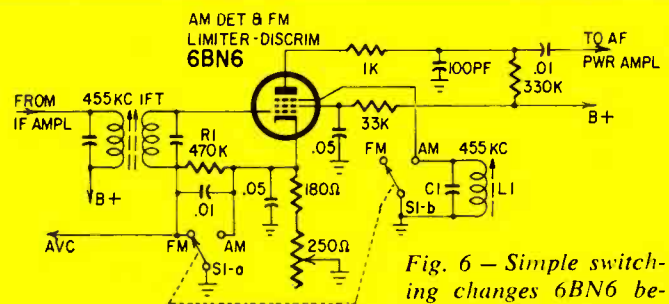 AM DET & FM
LIMITER-DISCRIM
6BN6
TO AF
PWR AMPL
1K
100PF
.01
330K
FROM
IF AMPL
455KC IFT
R1
470K
33K
B+
.05
FM
AM
455KC
C1
L1
S1-b
B+
.01
.05
180Ω
250Ω
AVC
FM
AM
S1-a
Fig. 6 — Simple switch-
ing changes 6BN6 be-